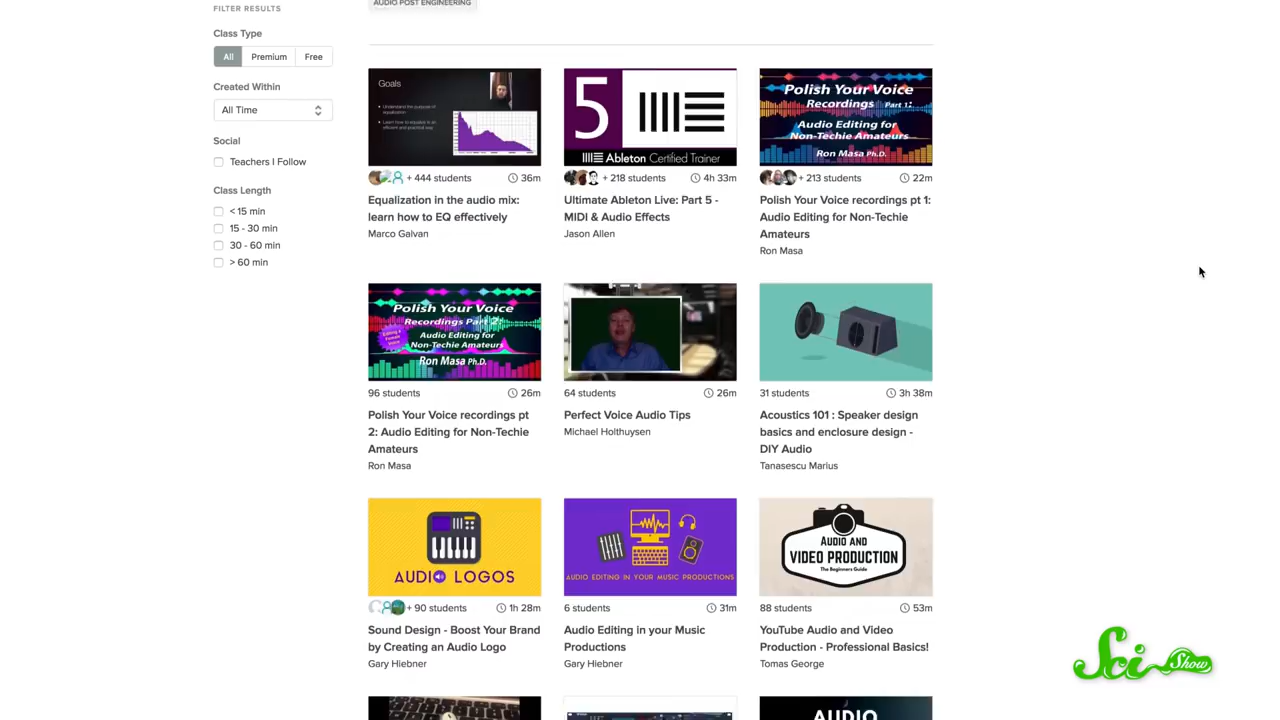 FILTER RESULTS
AUDIO POST ENGINEERING
Class Type
All
Premium
Free
Created Within
All Time
Social
Teachers I Follow
Class Length
< 15 min
15 - 30 min
30 - 60 min
> 60 min
Goals
+ 444 students
36m
Equalization in the audio mix:
learn how to EQ effectively
Marco Galvan
5
Ableton Certified Trainer
+ 218 students
4h 33m
Ultimate Ableton Live: Part 5 -
MIDI & Audio Effects
Jason Allen
Polish Your Voice
Recordings Part 1:
Audio Editing for
Non-Techie Amateurs
Ron Masa Ph.D.
+ 213 students
22m
Polish Your Voice recordings pt 1:
Audio Editing for Non-Techie
Amateurs
Ron Masa
Polish Your Voice
Recordings Part 2:
Audio Editing for
Non-Techie Amateurs
Ron Masa Ph.D.
96 students
26m
Polish Your Voice recordings pt
2: Audio Editing for Non-Techie
Amateurs
Ron Masa
64 students
26m
Perfect Voice Audio Tips
Michael Holthuysen
31 students
3h 38m
Acoustics 101 : Speaker design
basics and enclosure design -
DIY Audio
Tanasescu Marius
AUDIO LOGOS
+ 90 students
1h 28m
Sound Design - Boost Your Brand
by Creating an Audio Logo
Gary Hiebner
AUDIO EDITING IN YOUR MUSIC PRODUCTIONS
6 students
31m
Audio Editing in your Music
Productions
Gary Hiebner
AUDIO AND
VIDEO PRODUCTION
The Beginners Guide
88 students
53m
YouTube Audio and Video
Production - Professional Basics!
Tomas George
AUDIO
Sci Show